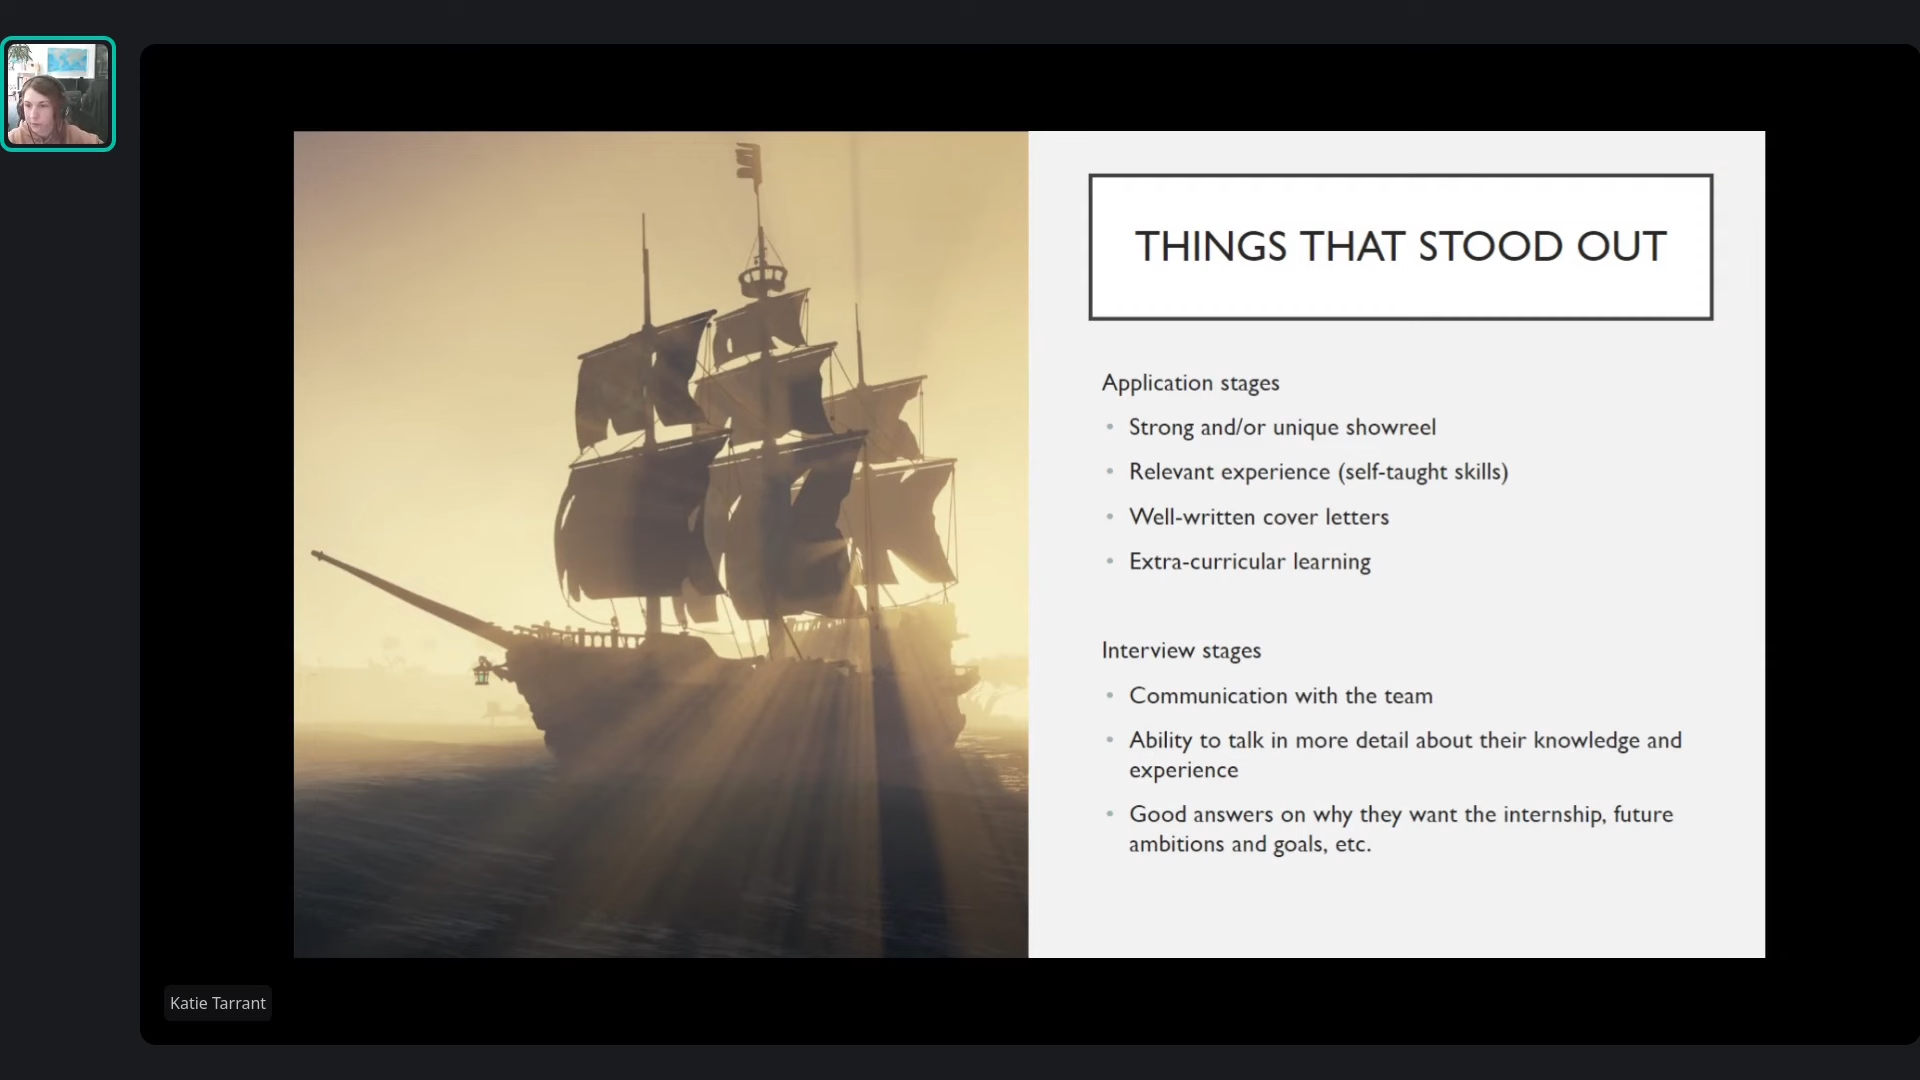 THINGS THAT STOOD OUT
Application stages
• Strong and/or unique showreel
• Relevant experience (self-taught skills)
• Well-written cover letters
• Extra-curricular learning
Interview stages
• Communication with the team
• Ability to talk in more detail about their knowledge and
experience
• Good answers on why they want the internship, future
ambitions and goals, etc.
Katie Tarrant